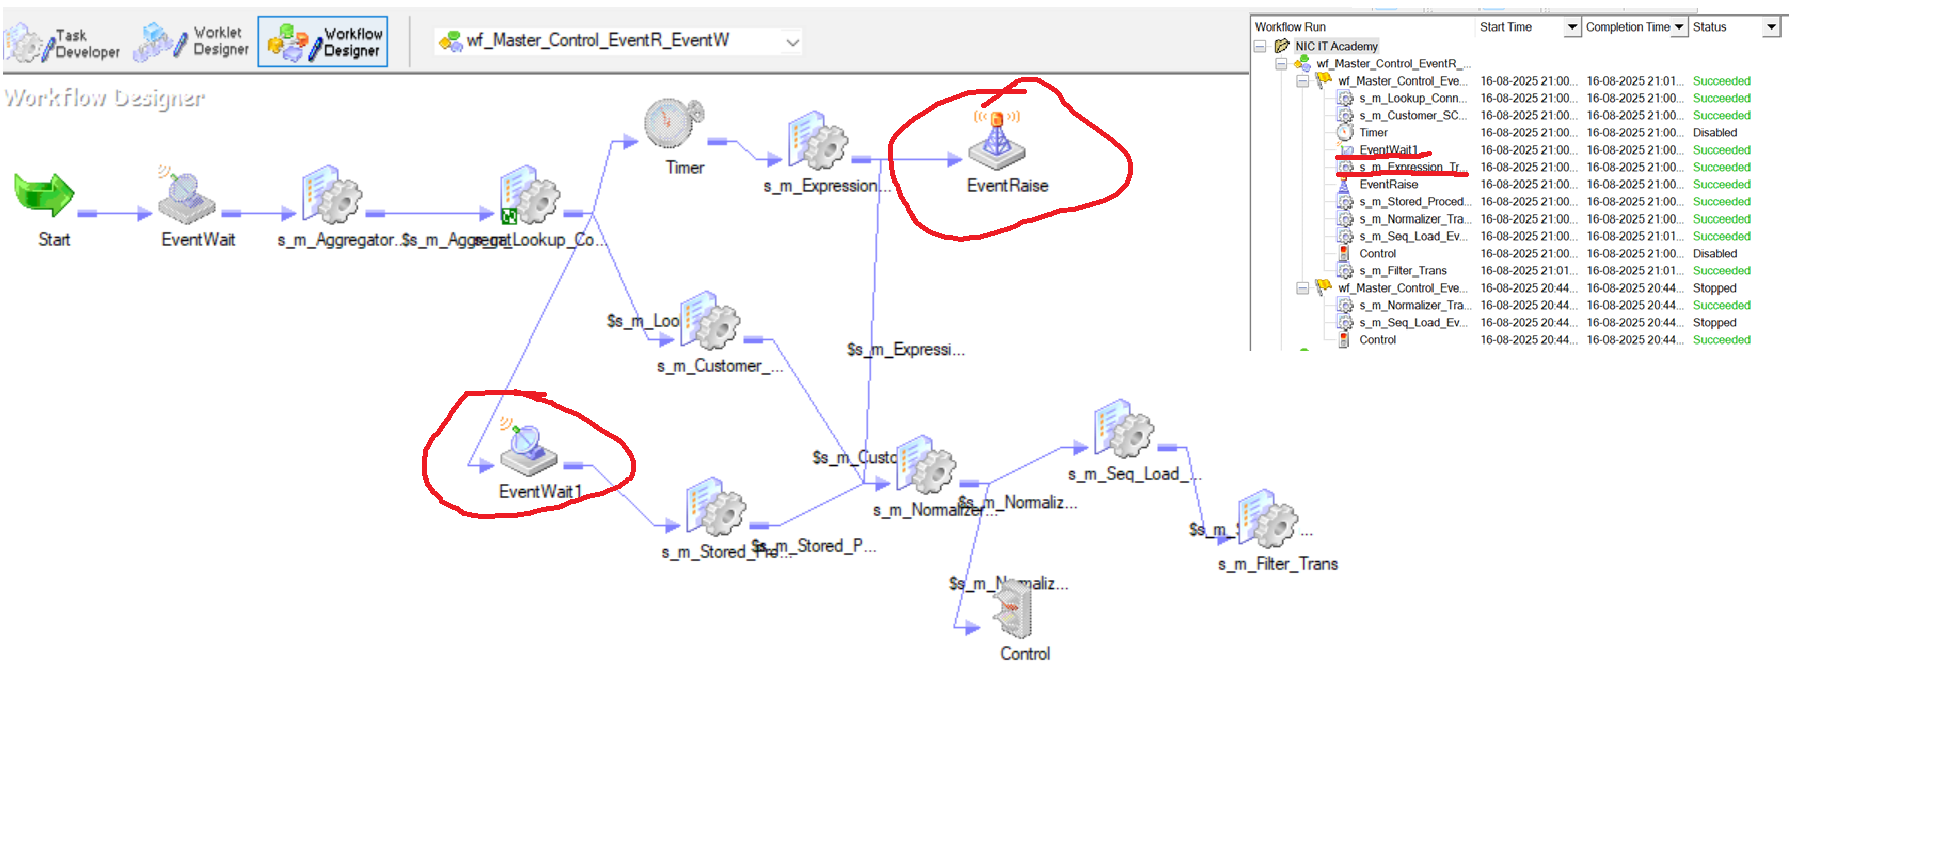 Task
Developer
Worklet
Designer
Workflow
Designer
wf_Master_Control_EventR_EventW
Workflow Designer
Start
EventWait
s_m_Aggregator...
$s_m_Aggregat
Lookup_Co...
Timer
s_m_Expression...
EventRaise
$s_m_Loo
s_m_Customer_...
$s_m_Expressi...
EventWait1
$s_m_Custo
s_m_Stored_Pro...
$s_m_Stored_P...
s_m_Normalizer...
$s_m_Normaliz...
s_m_Seq_Load_...
$s_m_S ...
s_m_Filter_Trans
$s_m_Normaliz...
Control
Workflow Run Start Time Completion Time Status
NIC IT Academy
wf_Master_Control_EventR_...
wf_Master_Control_Eve... 16-08-2025 21:00... 16-08-2025 21:01... Succeeded
s_m_Lookup_Conn... 16-08-2025 21:00... 16-08-2025 21:00... Succeeded
s_m_Customer_SC... 16-08-2025 21:00... 16-08-2025 21:00... Succeeded
Timer 16-08-2025 21:00... 16-08-2025 21:00... Disabled
EventWait1 16-08-2025 21:00... 16-08-2025 21:00... Succeeded
s_m_Expression_Tr... 16-08-2025 21:00... 16-08-2025 21:00... Succeeded
EventRaise 16-08-2025 21:00... 16-08-2025 21:00... Succeeded
s_m_Stored_Proced... 16-08-2025 21:00... 16-08-2025 21:00... Succeeded
s_m_Normalizer_Tra... 16-08-2025 21:00... 16-08-2025 21:00... Succeeded
s_m_Seq_Load_Ev... 16-08-2025 21:00... 16-08-2025 21:01... Succeeded
Control 16-08-2025 21:00... 16-08-2025 21:00... Disabled
s_m_Filter_Trans 16-08-2025 21:01... 16-08-2025 21:01... Succeeded
wf_Master_Control_Eve... 16-08-2025 20:44... 16-08-2025 20:44... Stopped
s_m_Normalizer_Tra... 16-08-2025 20:44... 16-08-2025 20:44... Succeeded
s_m_Seq_Load_Ev... 16-08-2025 20:44... 16-08-2025 20:44... Stopped
Control 16-08-2025 20:44... 16-08-2025 20:44... Succeeded